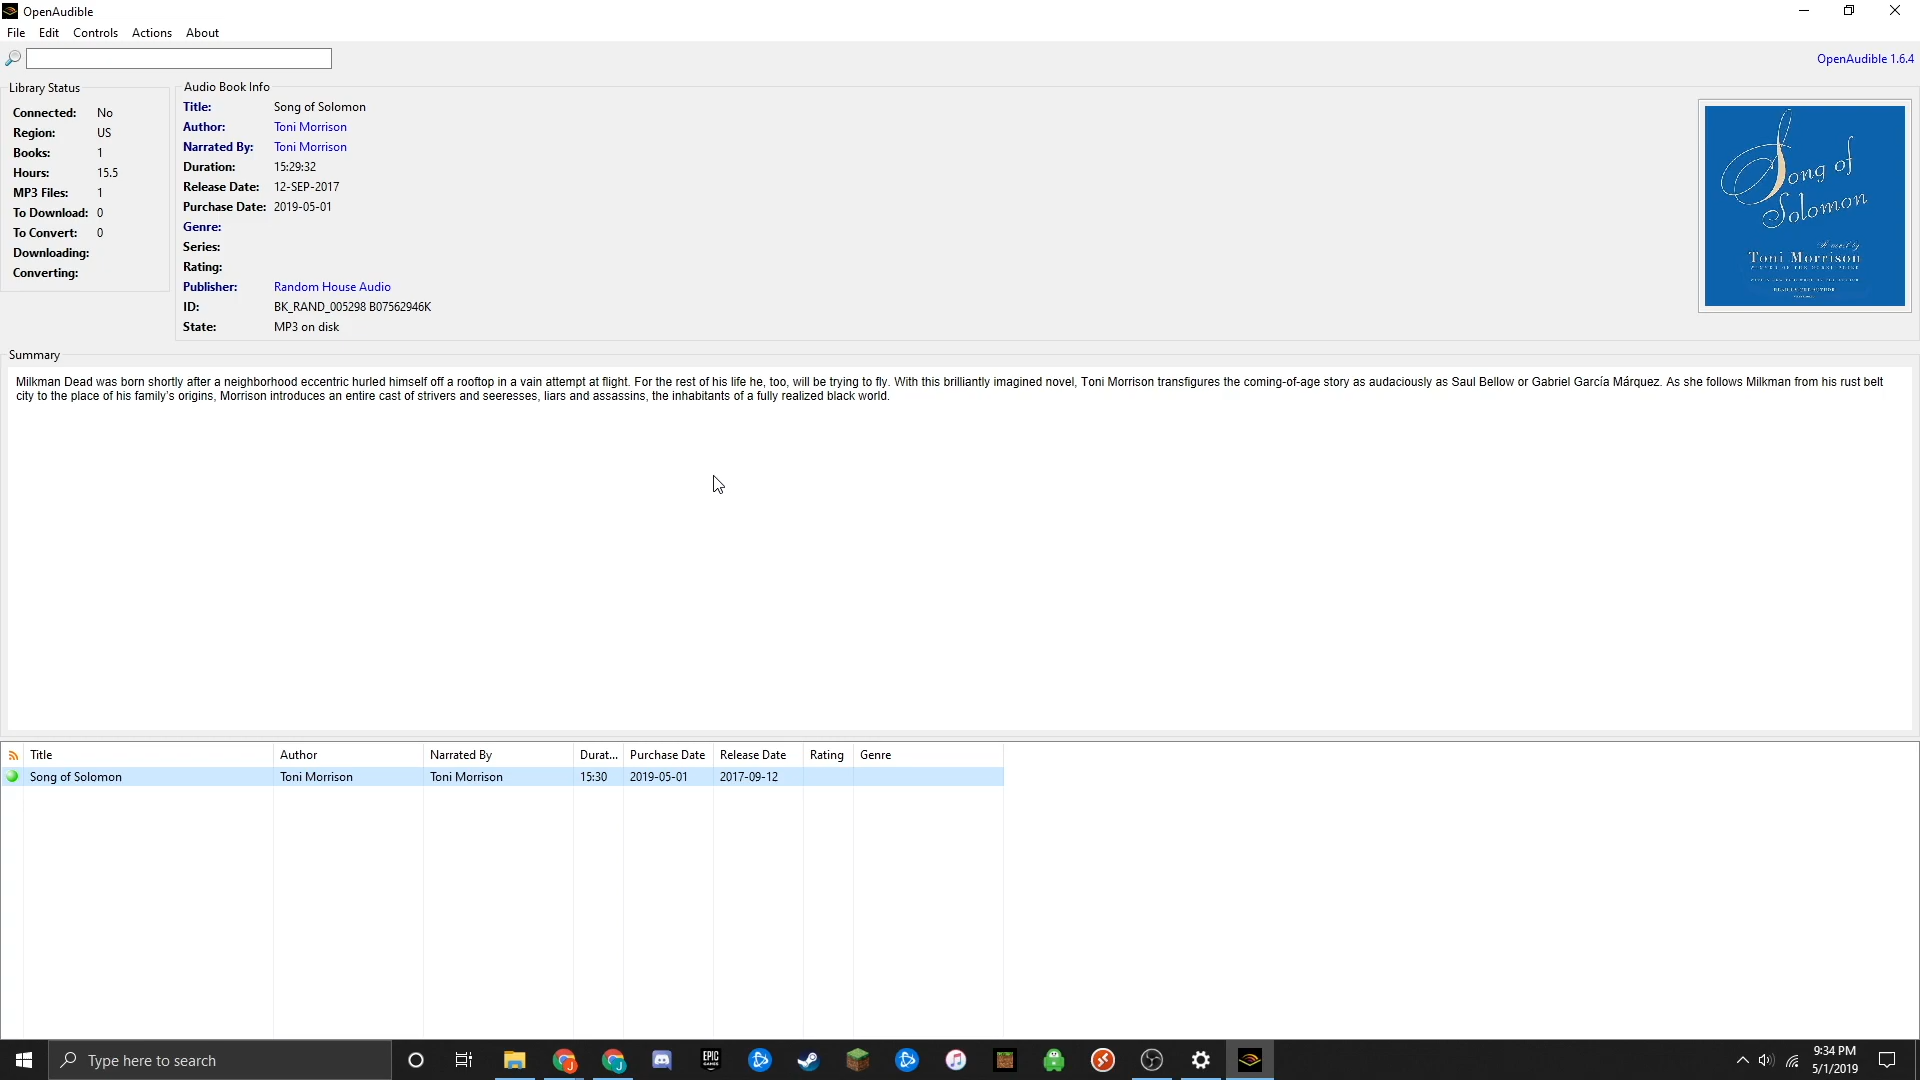 OpenAudible
File Edit Controls Actions About
OpenAudible 1.6.4
Library Status
Connected: No
Region: US
Books: 1
Hours: 15.5
MP3 Files: 1
To Download: 0
To Convert: 0
Downloading:
Converting:
Audio Book Info
Title: Song of Solomon
Author: Toni Morrison
Narrated By: Toni Morrison
Duration: 15:29:32
Release Date: 12-SEP-2017
Purchase Date: 2019-05-01
Genre:
Series:
Rating:
Publisher: Random House Audio
ID: BK_RAND_005298 B07562946K
State: MP3 on disk
Song of
Solomon
A novel by
Toni Morrison
Summary
Milkman Dead was born shortly after a neighborhood eccentric hurled himself off a rooftop in a vain attempt at flight. For the rest of his life he, too, will be trying to fly. With this brilliantly imagined novel, Toni Morrison transfigures the coming-of-age story as audaciously as Saul Bellow or Gabriel García Márquez. As she follows Milkman from his rust belt
city to the place of his family's origins, Morrison introduces an entire cast of strivers and seeresses, liars and assassins, the inhabitants of a fully realized black world.
Title Author Narrated By Durat... Purchase Date Release Date Rating Genre
Song of Solomon Toni Morrison Toni Morrison 15:30 2019-05-01 2017-09-12
Type here to search
EPIC
GAMES
9:34 PM
5/1/2019